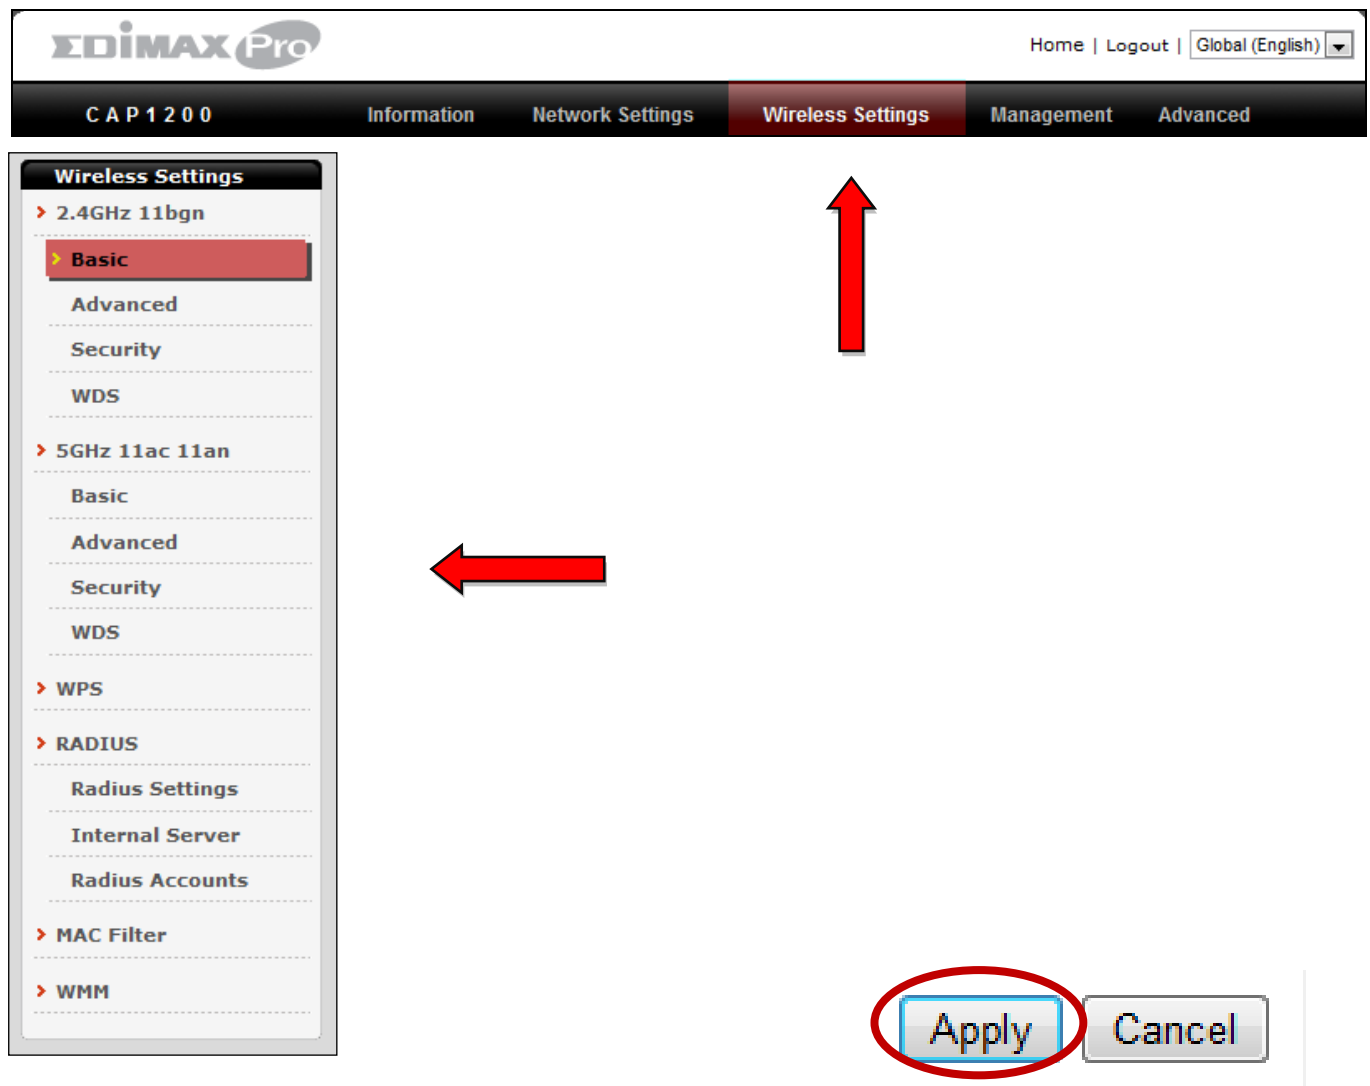 ΣDiMAX Pro
Home | Logout | Global (English)
CAP1200 Information Network Settings Wireless Settings Management Advanced
Wireless Settings
2.4GHz 11bgn
Basic
Advanced
Security
WDS
5GHz 11ac 11an
Basic
Advanced
Security
WDS
WPS
RADIUS
Radius Settings
Internal Server
Radius Accounts
MAC Filter
WMM
Apply Cancel